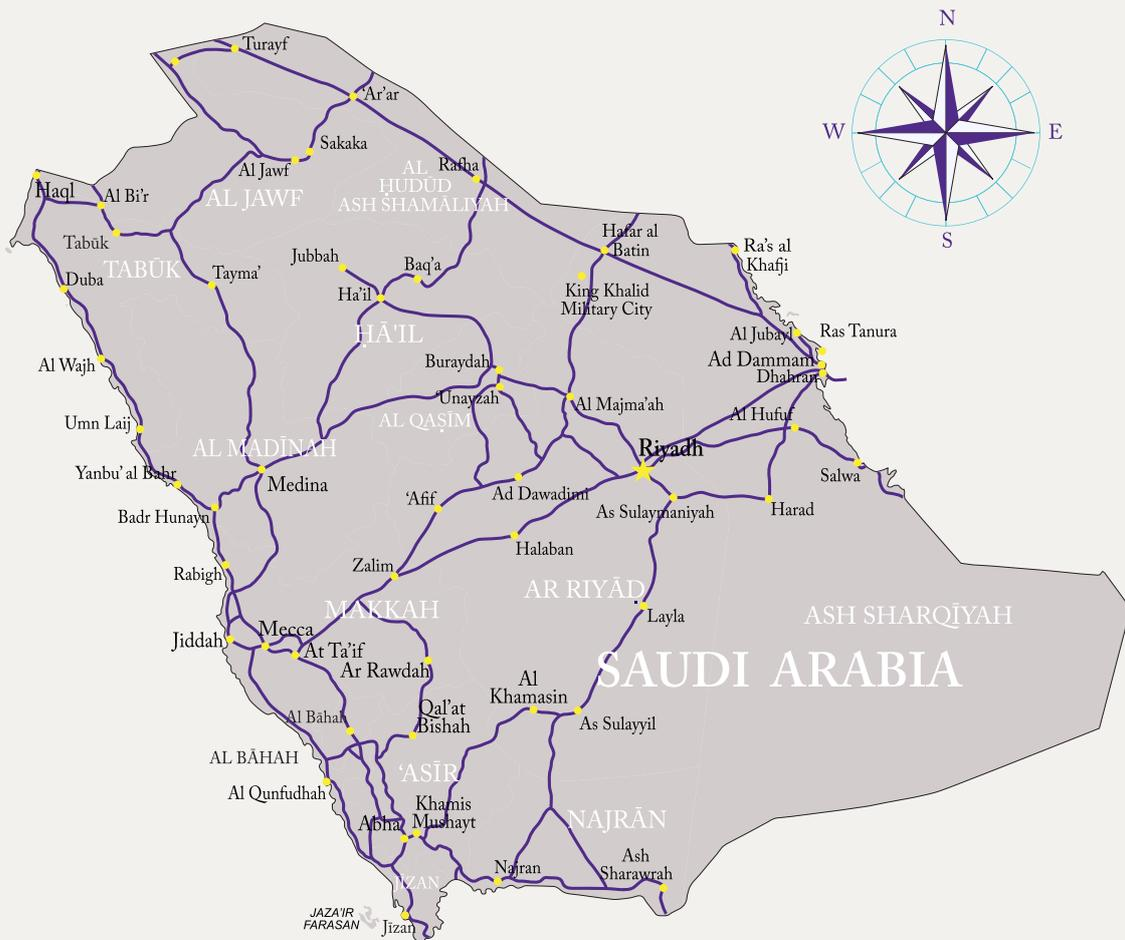 N
W
E
S
Turayf
‘Ar’ar
Sakaka
Al Jawf
Rafha
AL
ḤUDŪD
ASH SHAMĀLIYAH
AL JAWF
Haql
Al Bi’r
Tabūk
TABŪK
Duba
Tayma’
Jubbah
Baq’a
Ha’il
ḤĀ'IL
Hafar al
Batin
King Khalid
Military City
Ra’s al
Khafji
Al Jubayl
Ras Tanura
Ad Dammam
Dhahran
Al Wajh
Buraydah
‘Unayzah
AL QAṢĪM
Al Majma’ah
Al Hufuf
Umn Laij
AL MADĪNAH
Riyadh
Salwa
Yanbu’ al Bahr
Medina
‘Afif
Ad Dawadimi
As Sulaymaniyah
Harad
Badr Hunayn
Halaban
Zalim
Rabigh
AR RIYĀD
MAKKAH
Layla
ASH SHARQĪYAH
Jiddah
Mecca
At Ta’if
Ar Rawdah
SAUDI ARABIA
Al
Khamasin
As Sulayyil
Al Bāhah
Qal’at
Bishah
AL BĀHAH
‘ASĪR
Al Qunfudhah
Khamis
Mushayt
Abha
NAJRĀN
Ash
Sharawrah
Najran
JĪZAN
JAZA'IR
FARASAN
Jīzan